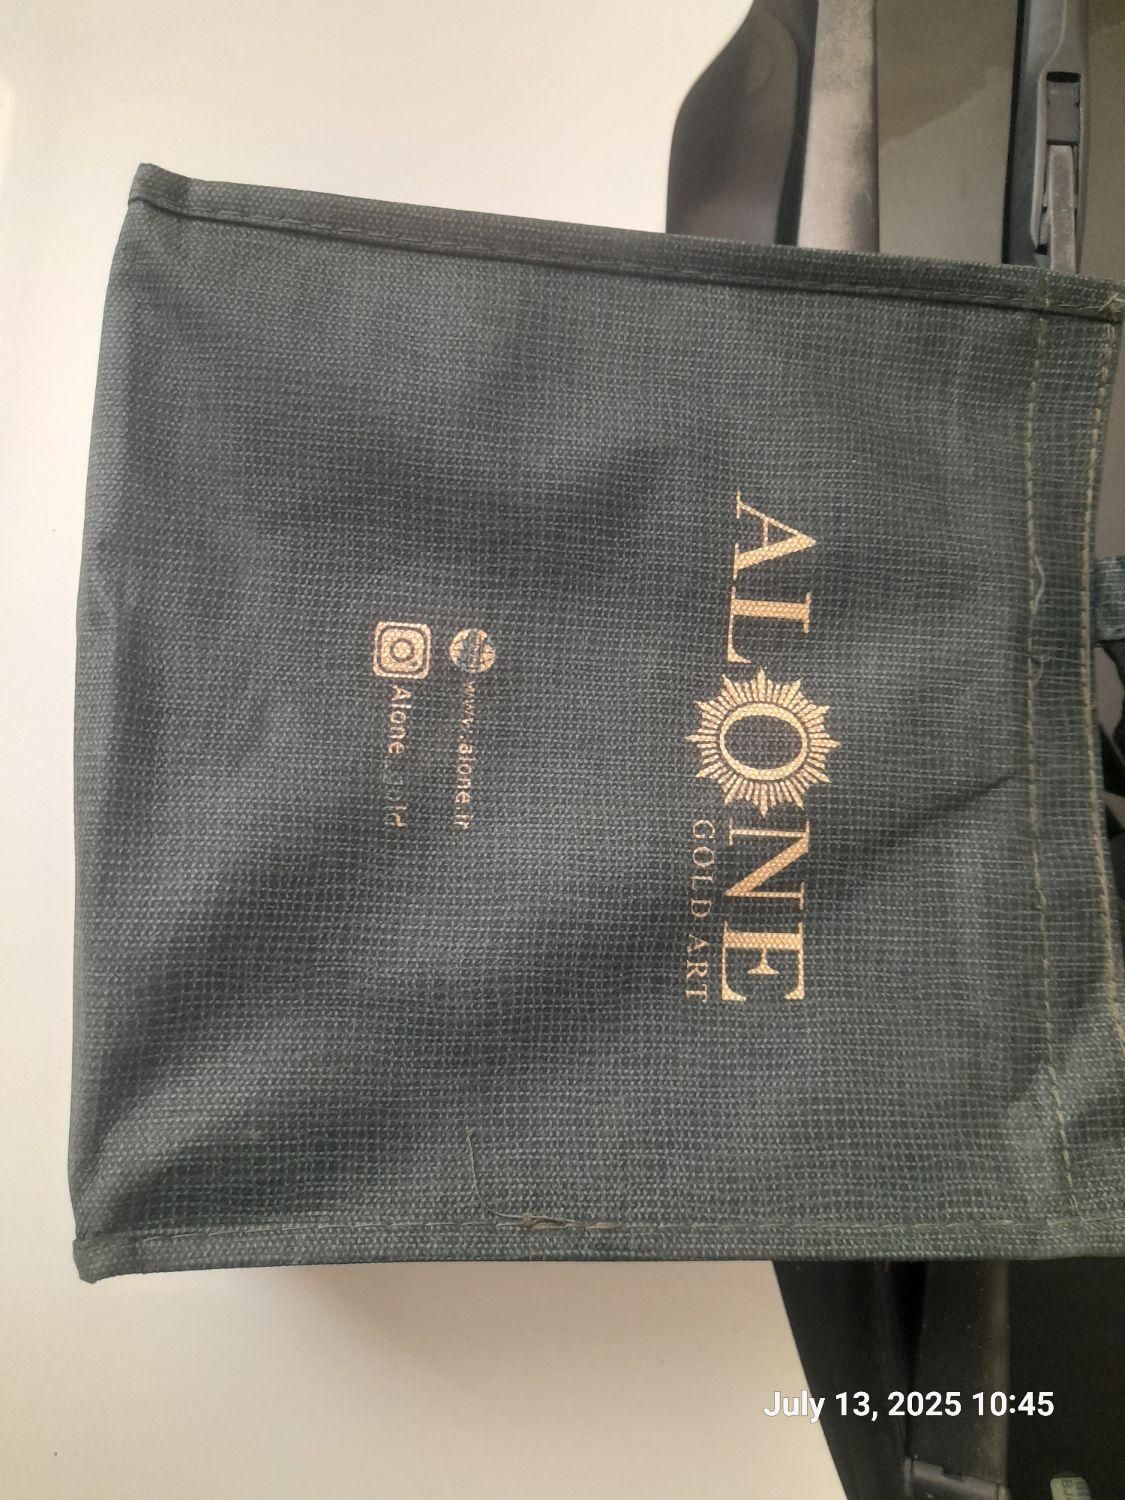 ALONE
GOLD ART
www.alone.ir
Alone_gold
July 13, 2025 10:45